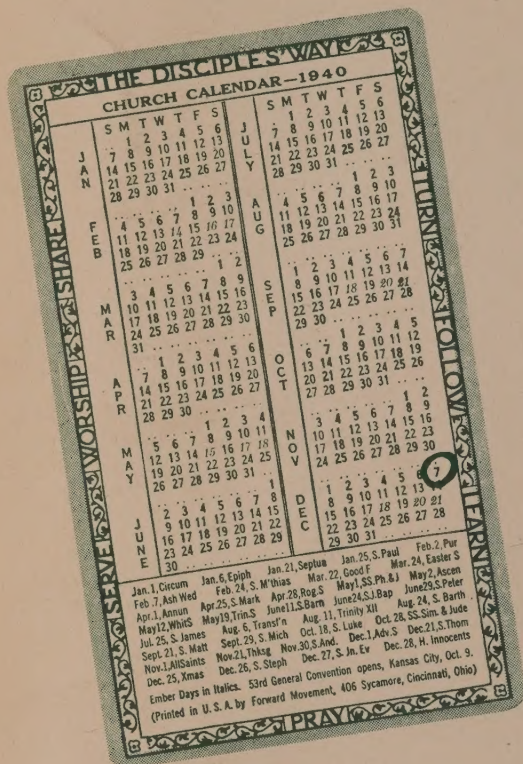 THE DISCIPLES' WAY
TURN
FOLLOW
LEARN
PRAY
SERVE
WORSHIP
SHARE
CHURCH CALENDAR—1940
S M T W T F S
JAN
1 2 3 4 5 6
7 8 9 10 11 12 13
14 15 16 17 18 19 20
21 22 23 24 25 26 27
28 29 30 31
FEB
1 2 3
4 5 6 7 8 9 10
11 12 13 14 15 16 17
18 19 20 21 22 23 24
25 26 27 28 29
MAR
1 2
3 4 5 6 7 8 9
10 11 12 13 14 15 16
17 18 19 20 21 22 23
24 25 26 27 28 29 30
31
APR
1 2 3 4 5 6
7 8 9 10 11 12 13
14 15 16 17 18 19 20
21 22 23 24 25 26 27
28 29 30
MAY
1 2 3 4
5 6 7 8 9 10 11
12 13 14 15 16 17 18
19 20 21 22 23 24 25
26 27 28 29 30 31
JUNE
1
2 3 4 5 6 7 8
9 10 11 12 13 14 15
16 17 18 19 20 21 22
23 24 25 26 27 28 29
30
S M T W T F S
JULY
1 2 3 4 5 6
7 8 9 10 11 12 13
14 15 16 17 18 19 20
21 22 23 24 25 26 27
28 29 30 31
AUG
1 2 3
4 5 6 7 8 9 10
11 12 13 14 15 16 17
18 19 20 21 22 23 24
25 26 27 28 29 30 31
SEP
1 2 3 4 5 6 7
8 9 10 11 12 13 14
15 16 17 18 19 20 21
22 23 24 25 26 27 28
29 30
OCT
1 2 3 4 5
6 7 8 9 10 11 12
13 14 15 16 17 18 19
20 21 22 23 24 25 26
27 28 29 30 31
NOV
1 2
3 4 5 6 7 8 9
10 11 12 13 14 15 16
17 18 19 20 21 22 23
24 25 26 27 28 29 30
DEC
1 2 3 4 5 6 7
8 9 10 11 12 13
15 16 17 18 19 20 21
22 23 24 25 26 27 28
29 30 31
Jan.1,Circum Jan.6,Epiph Jan.21,Septua Jan.25,S.Paul Feb.2,Pur
Feb.7,Ash Wed Feb.24,S.M'thias Mar.22,Good F Mar.24,Easter S
Apr.1,Annun Apr.25,S.Mark Apr.28,Rog.S May1,SS.Ph.&J May2,Ascen
May12,WhitS May19,Trin.S June11,S.Barn June24,S.J.Bap June29,S.Peter
Jul.25, S. James Aug. 6, Transf'n Aug. 11, Trinity XII Aug. 24, S. Barth
Sept. 21, S. Matt Sept. 29, S. Mich Oct. 18, S. Luke Oct. 28, SS.Sim. & Jude
Nov.1,AllSaints Nov.21,Thksg Nov.30,S.And. Dec.1,Adv.S Dec.21,S.Thom
Dec. 25, Xmas Dec. 26, S. Steph Dec. 27, S. Jn. Ev Dec. 28, H. Innocents
Ember Days in Italics. 53rd General Convention opens, Kansas City, Oct. 9.
(Printed in U. S. A. by Forward Movement, 406 Sycamore, Cincinnati, Ohio)